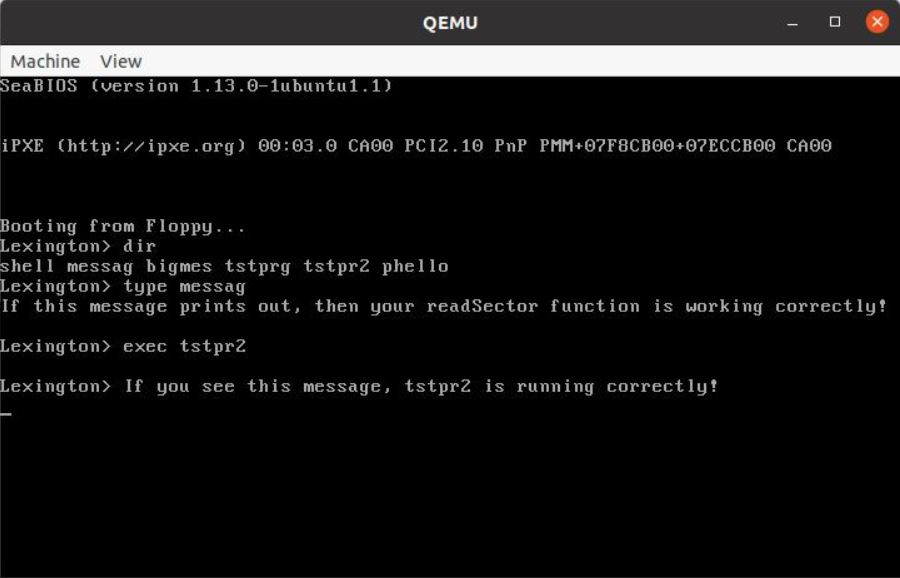 QEMU
Machine View
SeaBIOS (version 1.13.0-1ubuntu1.1)
iPXE (http://ipxe.org) 00:03.0 CA00 PCI2.10 PnP PMM+07F8CB00+07ECCB00 CA00
Booting from Floppy...
Lexington> dir
shell messag bigmes tstprg tstpr2 phello
Lexington> type messag
If this message prints out, then your readSector function is working correctly!
Lexington> exec tstpr2
Lexington> If you see this message, tstpr2 is running correctly!
_